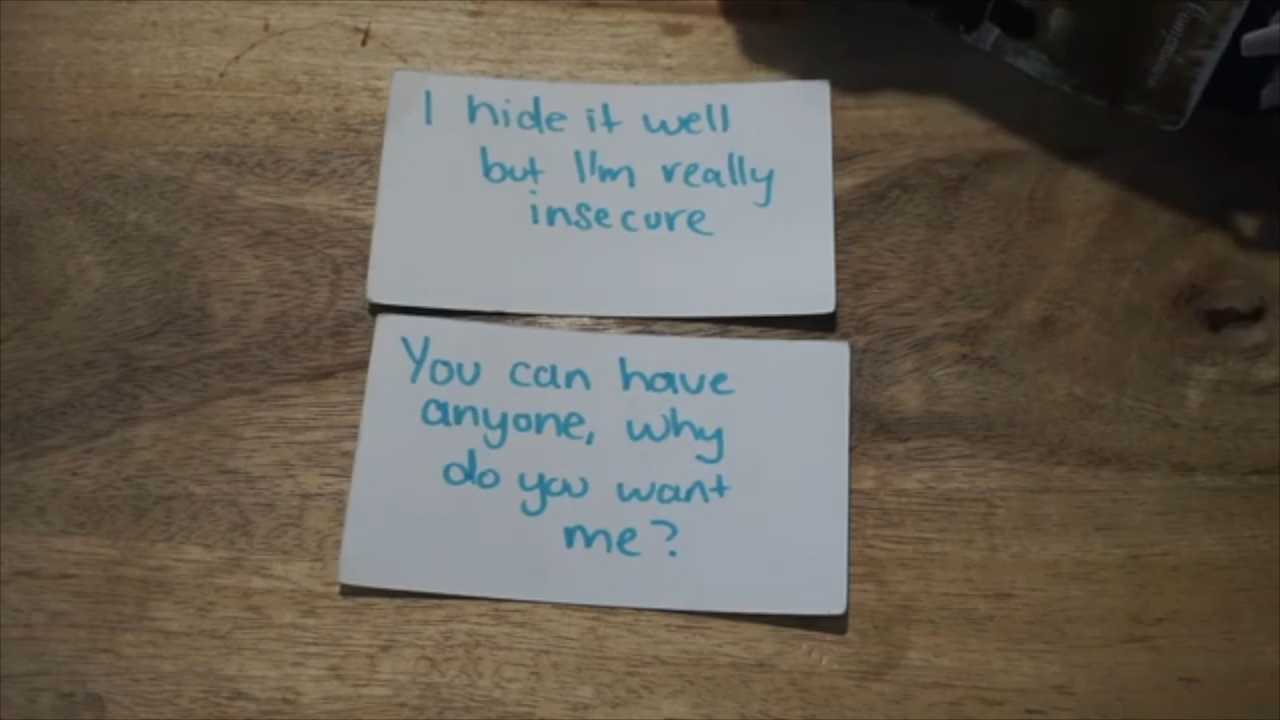 I hide it well
but I'm really
insecure
You can have
anyone, why
do you want
me?